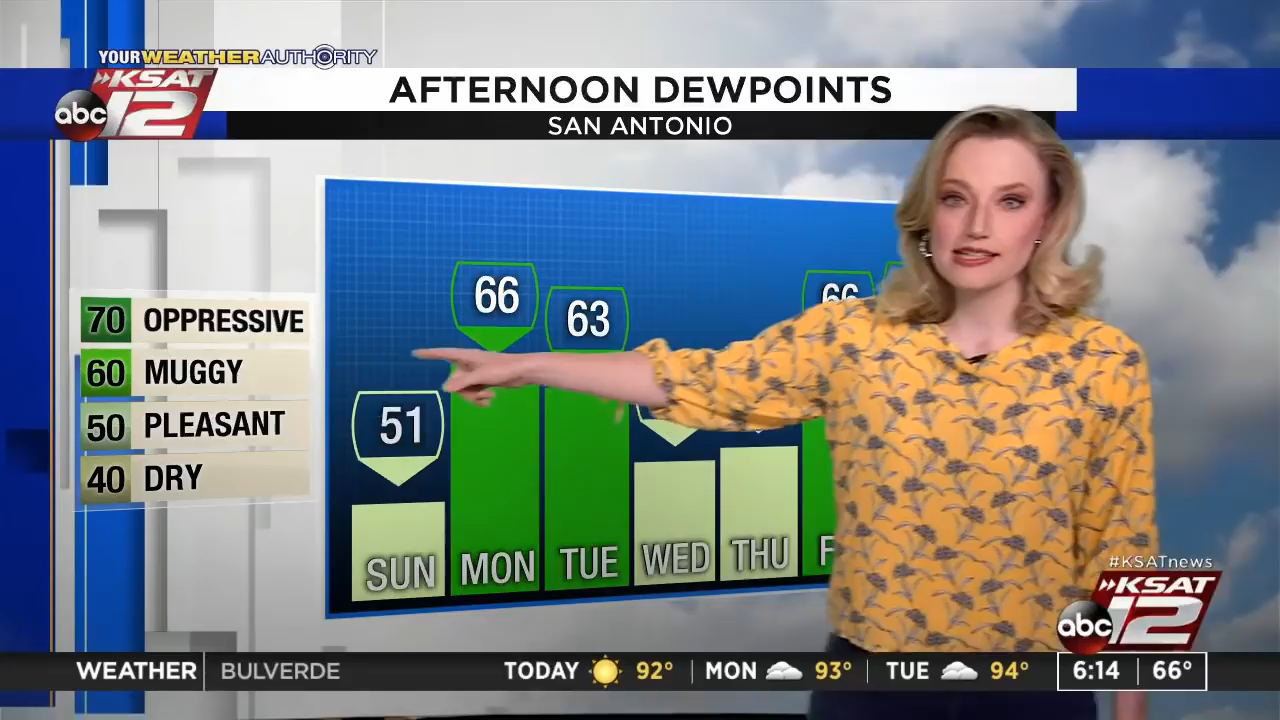 YOUR WEATHER AUTHORITY
KSAT
abc 12
AFTERNOON DEWPOINTS
SAN ANTONIO
70 OPPRESSIVE
60 MUGGY
50 PLEASANT
40 DRY
66
63
66
51
SUN MON TUE WED THU F
#KSATnews
KSAT
abc 12
WEATHER BULVERDE TODAY 92° MON 93° TUE 94° 6:14 66°